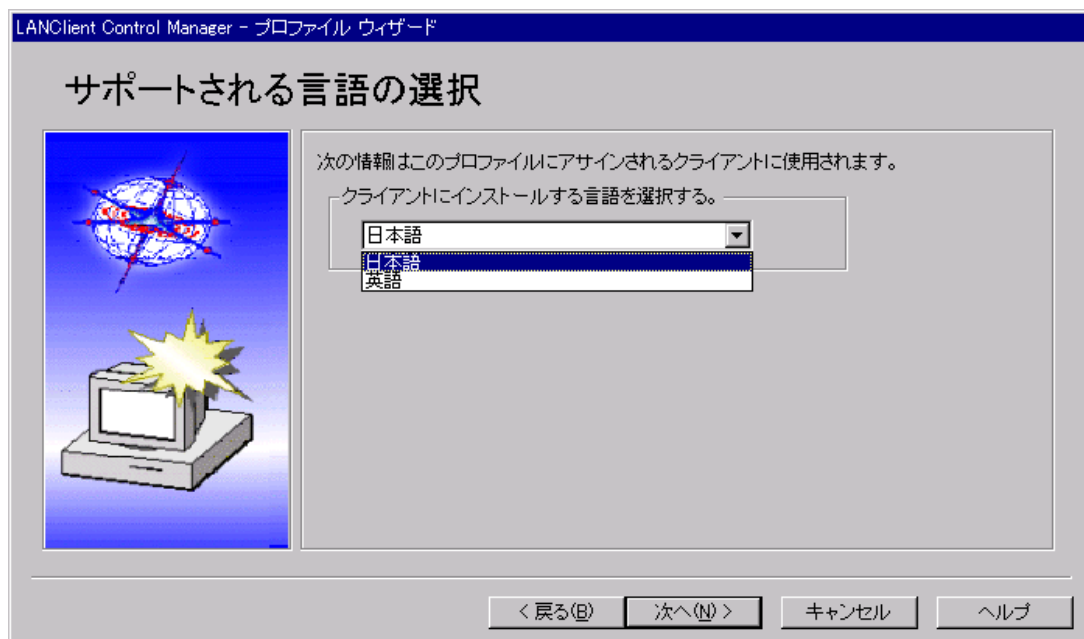 LANClient Control Manager - プロファイル ウィザード
サポートされる言語の選択
次の情報はこのプロファイルにアサインされるクライアントに使用されます。
クライアントにインストールする言語を選択する。
日本語
日本語
英語
< 戻る(B)
次へ(N) >
キャンセル
ヘルプ